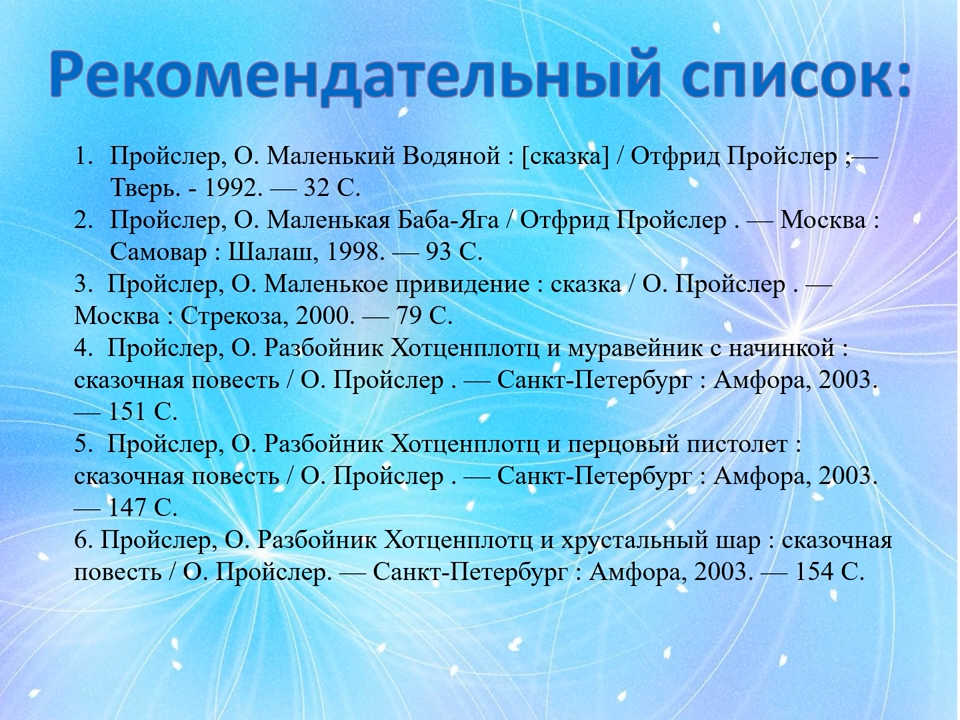 Рекомендательный список:
1. Пройслер, О. Маленький Водяной : [сказка] / Отфрид Пройслер ;—
Тверь. - 1992. — 32 С.
2. Пройслер, О. Маленькая Баба-Яга / Отфрид Пройслер . — Москва :
Самовар : Шалаш, 1998. — 93 С.
3. Пройслер, О. Маленькое привидение : сказка / О. Пройслер . —
Москва : Стрекоза, 2000. — 79 С.
4. Пройслер, О. Разбойник Хотценплотц и муравейник с начинкой :
сказочная повесть / О. Пройслер . — Санкт-Петербург : Амфора, 2003.
— 151 С.
5. Пройслер, О. Разбойник Хотценплотц и перцовый пистолет :
сказочная повесть / О. Пройслер . — Санкт-Петербург : Амфора, 2003.
— 147 С.
6. Пройслер, О. Разбойник Хотценплотц и хрустальный шар : сказочная
повесть / О. Пройслер. — Санкт-Петербург : Амфора, 2003. — 154 С.